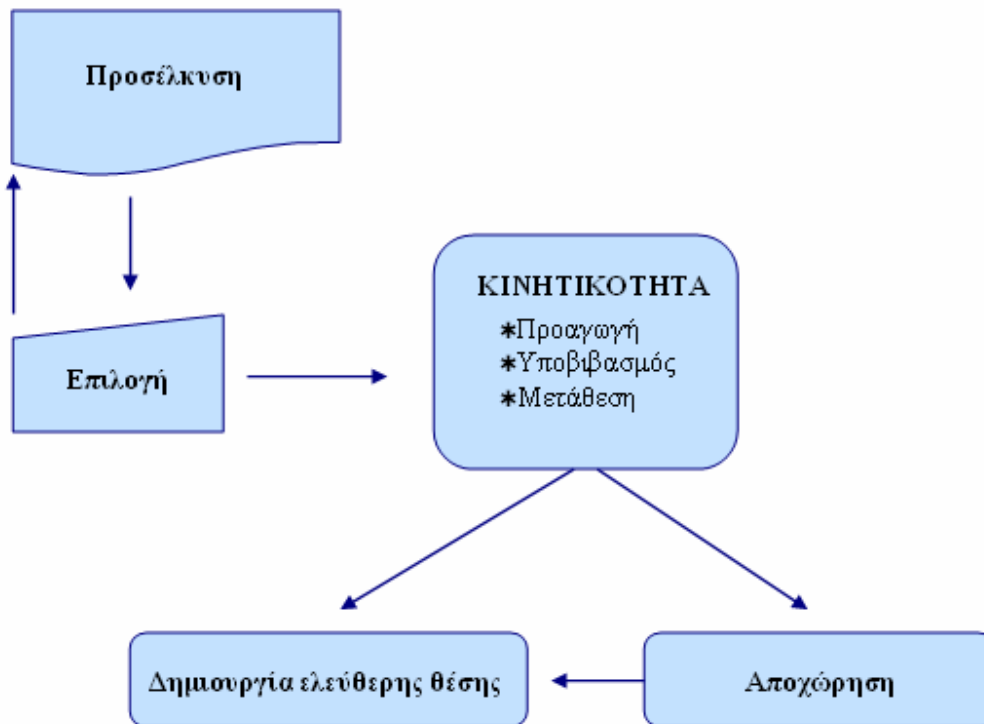 Προσέλκυση
Επιλογή
ΚΙΝΗΤΙΚΟΤΗΤΑ
*Προαγωγή
*Υποβιβασμός
*Μετάθεση
Δημιουργία ελεύθερης θέσης
Αποχώρηση